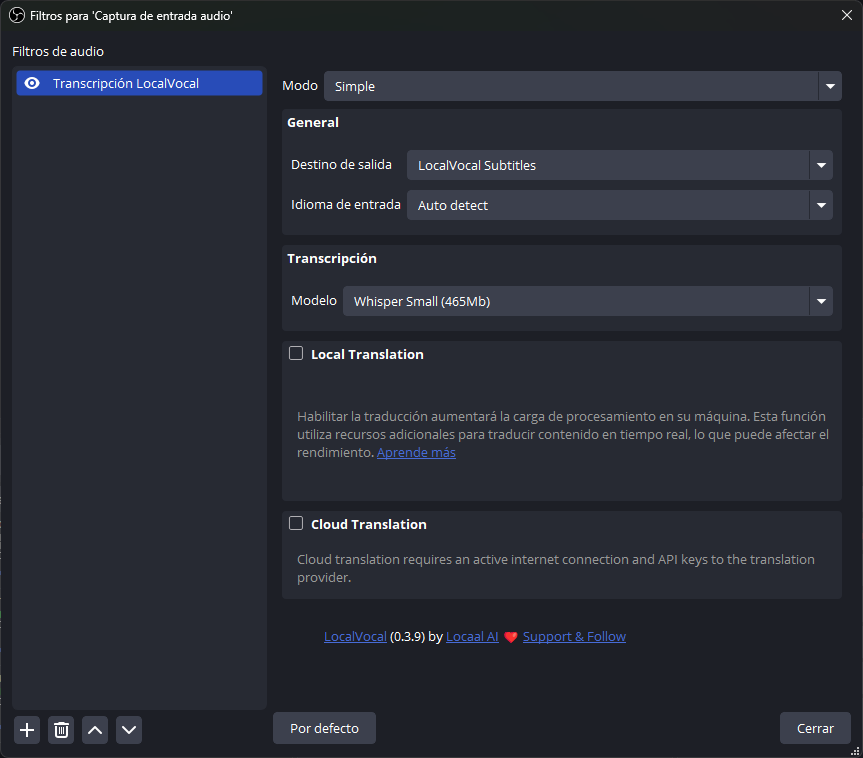 Filtros para 'Captura de entrada audio'
Filtros de audio
Transcripción LocalVocal
Modo Simple
General
Destino de salida LocalVocal Subtitles
Idioma de entrada Auto detect
Transcripción
Modelo Whisper Small (465Mb)
Local Translation
Habilitar la traducción aumentará la carga de procesamiento en su máquina. Esta función
utiliza recursos adicionales para traducir contenido en tiempo real, lo que puede afectar el
rendimiento. Aprende más
Cloud Translation
Cloud translation requires an active internet connection and API keys to the translation
provider.
LocalVocal (0.3.9) by Locaal AI ❤️ Support & Follow
Por defecto
Cerrar